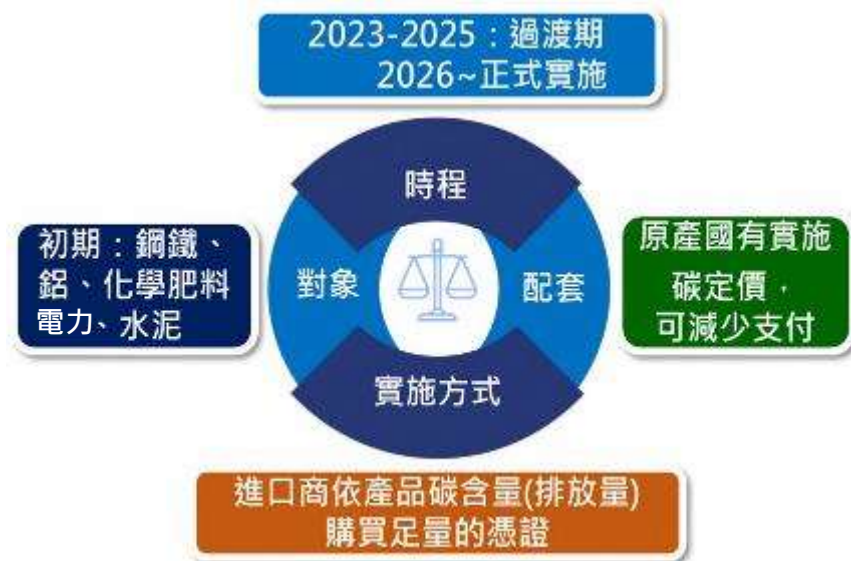 2023-2025：過渡期
2026~正式實施
時程
初期：鋼鐵、
鋁、化學肥料
電力、水泥
對象
配套
原產國有實施
碳定價，
可減少支付
實施方式
進口商依產品碳含量(排放量)
購買足量的憑證